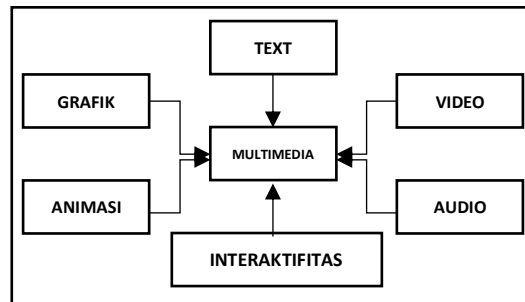 TEXT
GRAFIK
VIDEO
MULTIMEDIA
ANIMASI
AUDIO
INTERAKTIFITAS